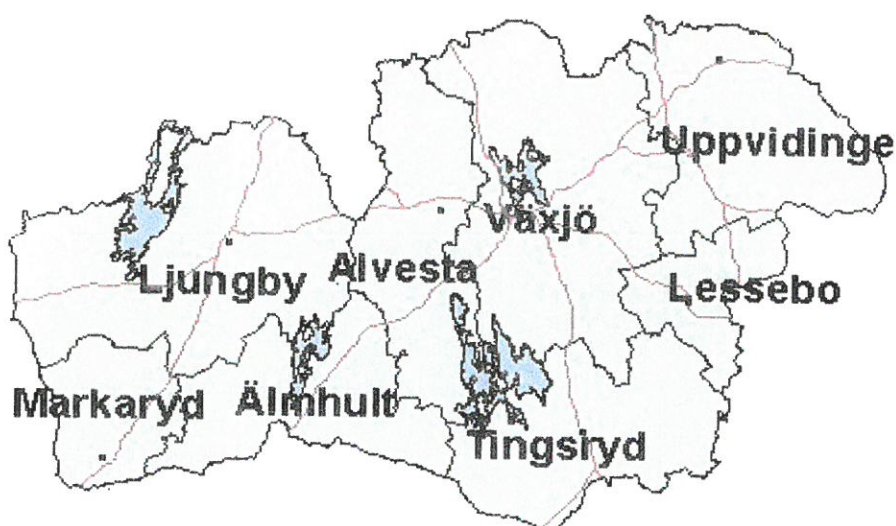 Uppvidinge
Växjö
Alvesta
Ljungby
Lessebo
Markaryd
Älmhult
Tingsryd